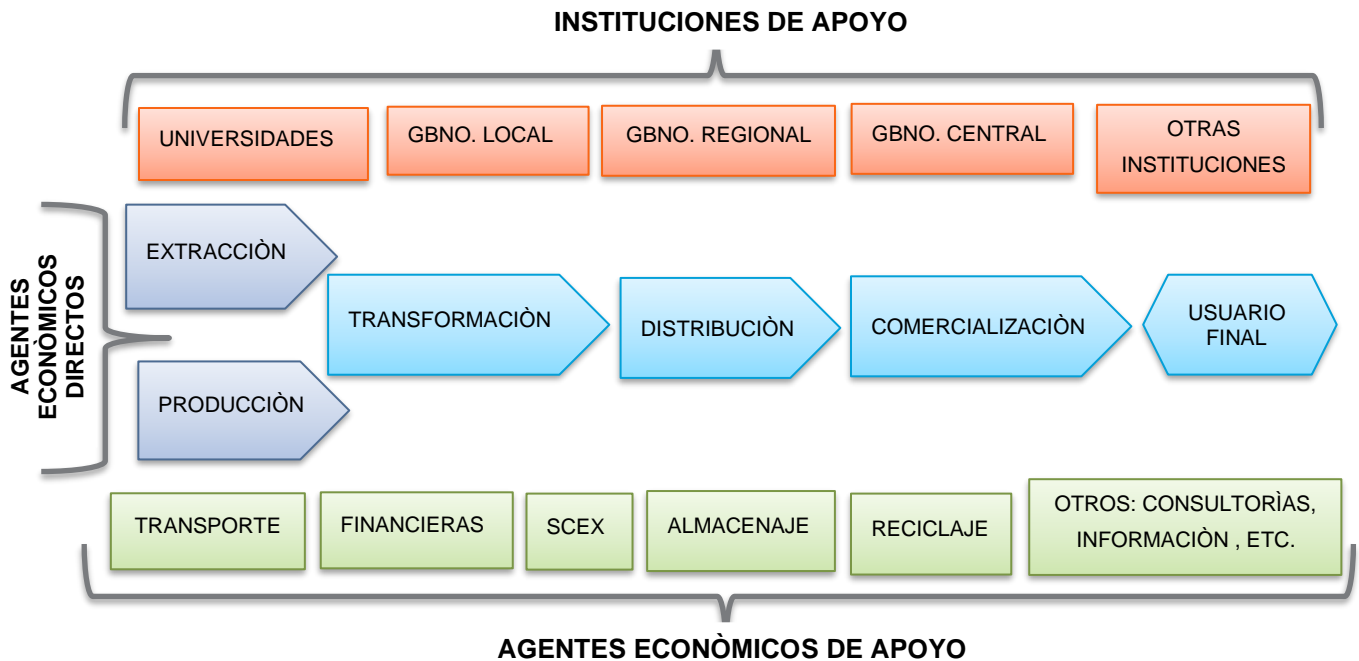 INSTITUCIONES DE APOYO
UNIVERSIDADES
GBNO. LOCAL
GBNO. REGIONAL
GBNO. CENTRAL
OTRAS
INSTITUCIONES
AGENTES
ECONÒMICOS
DIRECTOS
EXTRACCIÒN
PRODUCCIÒN
TRANSFORMACIÒN
DISTRIBUCIÒN
COMERCIALIZACIÒN
USUARIO
FINAL
TRANSPORTE
FINANCIERAS
SCEX
ALMACENAJE
RECICLAJE
OTROS: CONSULTORÌAS,
INFORMACIÒN , ETC.
AGENTES ECONÒMICOS DE APOYO